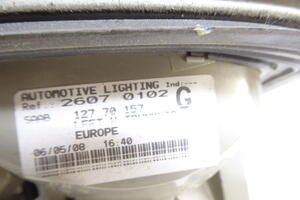 AUTOMOTIVE LIGHTING
Ref.: 2607 0102 G
SAAB 127 70 157
EUROPE
06/05/08 16:40